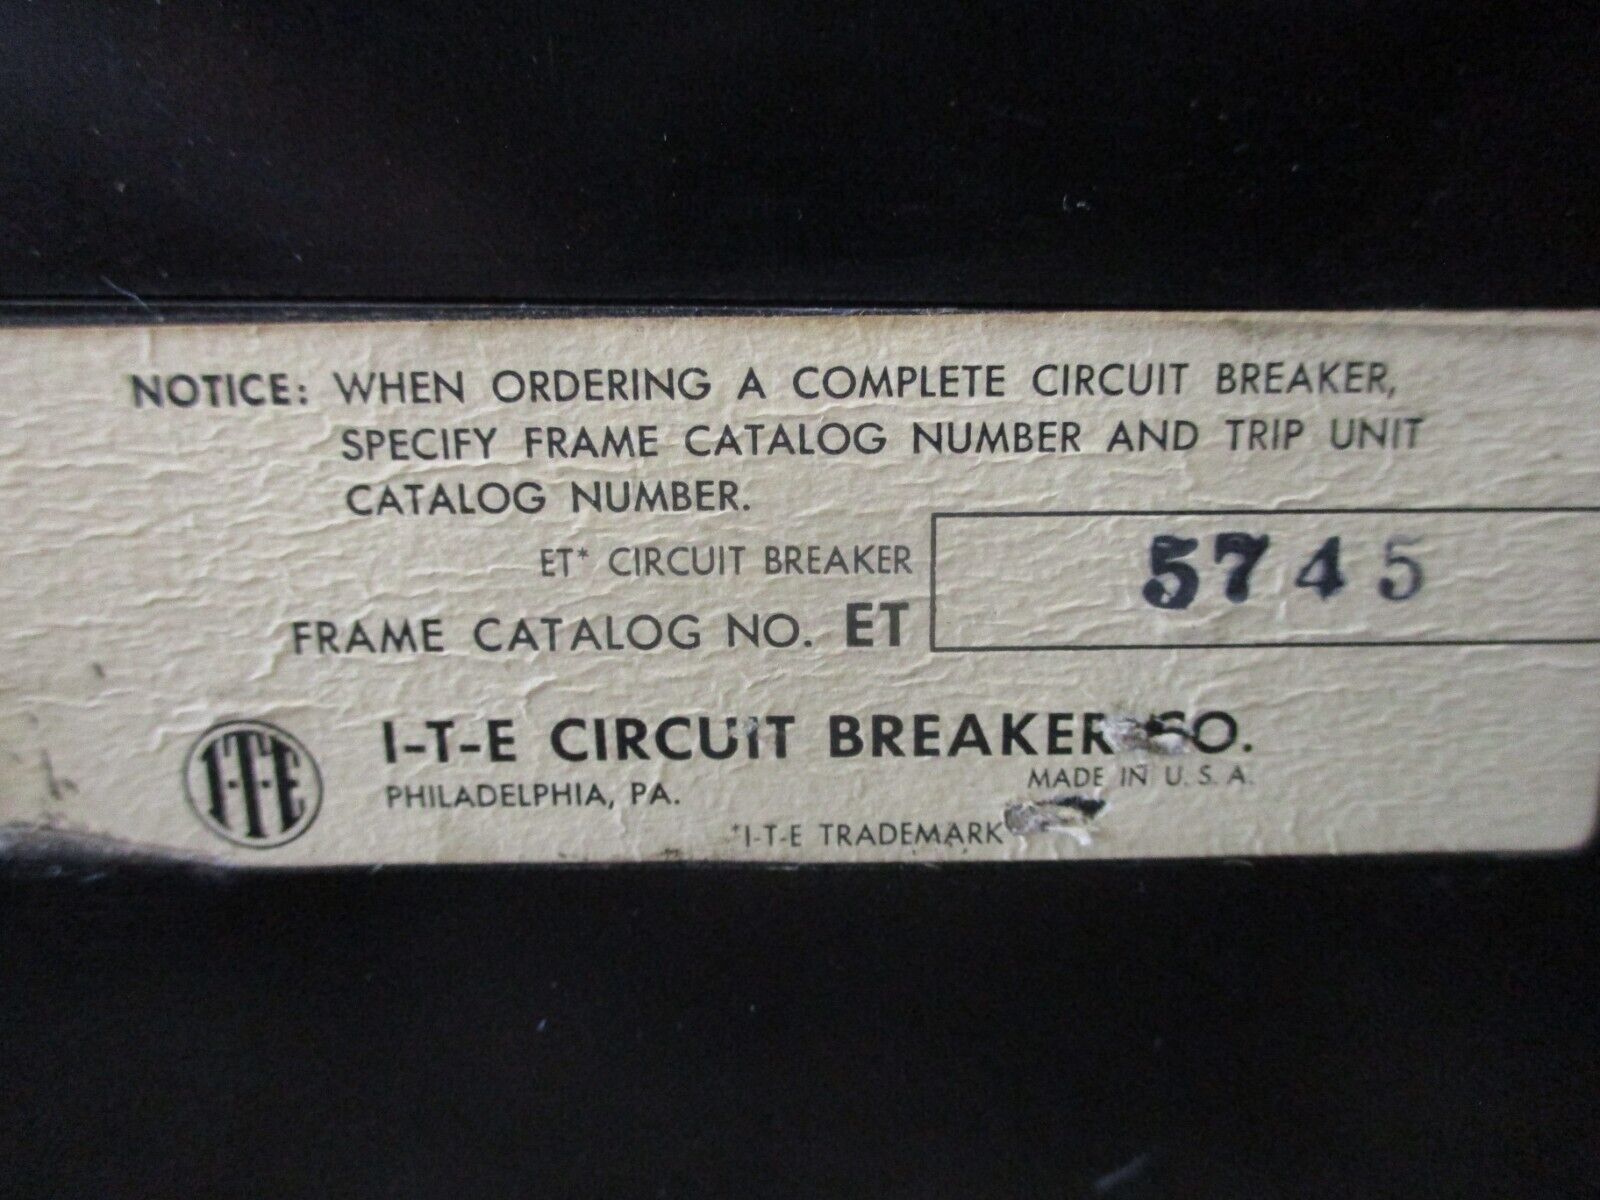 NOTICE: WHEN ORDERING A COMPLETE CIRCUIT BREAKER,
SPECIFY FRAME CATALOG NUMBER AND TRIP UNIT
CATALOG NUMBER.
ET* CIRCUIT BREAKER
FRAME CATALOG NO. ET 5745
I-T-E
I-T-E CIRCUIT BREAKER CO.
PHILADELPHIA, PA.
MADE IN U.S.A.
*I-T-E TRADEMARK